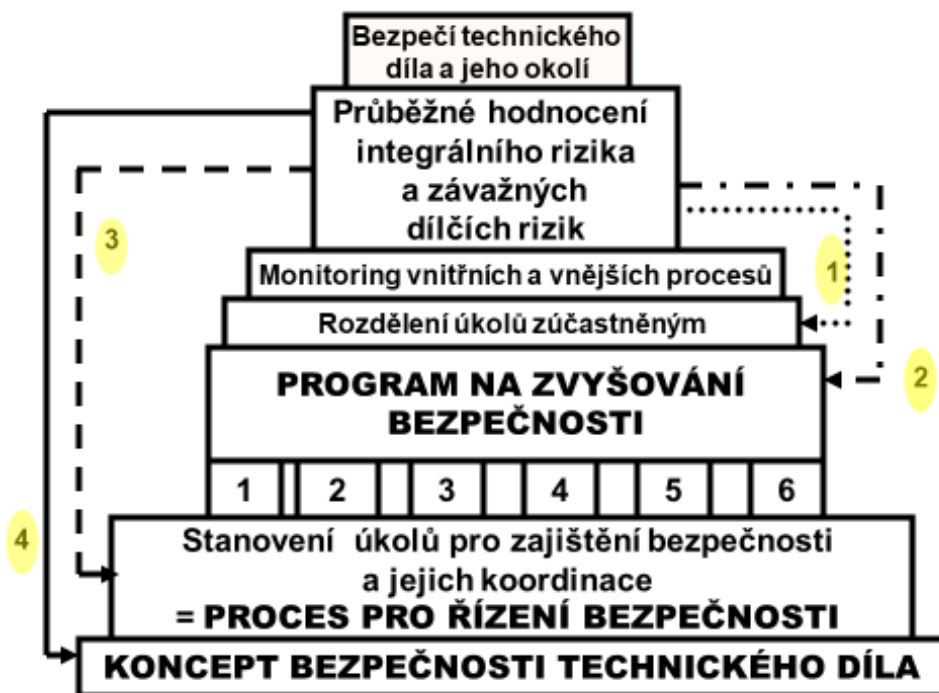 Bezpečí technického
díla a jeho okolí
Průběžné hodnocení
integrálního rizika
a závažných
dílčích rizik
3
1
Monitoring vnitřních a vnějších procesů
Rozdělení úkolů zúčastněným
PROGRAM NA ZVYŠOVÁNÍ
BEZPEČNOSTI
2
1 2 3 4 5 6
4
Stanovení úkolů pro zajištění bezpečnosti
a jejich koordinace
= PROCES PRO ŘÍZENÍ BEZPEČNOSTI
KONCEPT BEZPEČNOSTI TECHNICKÉHO DÍLA